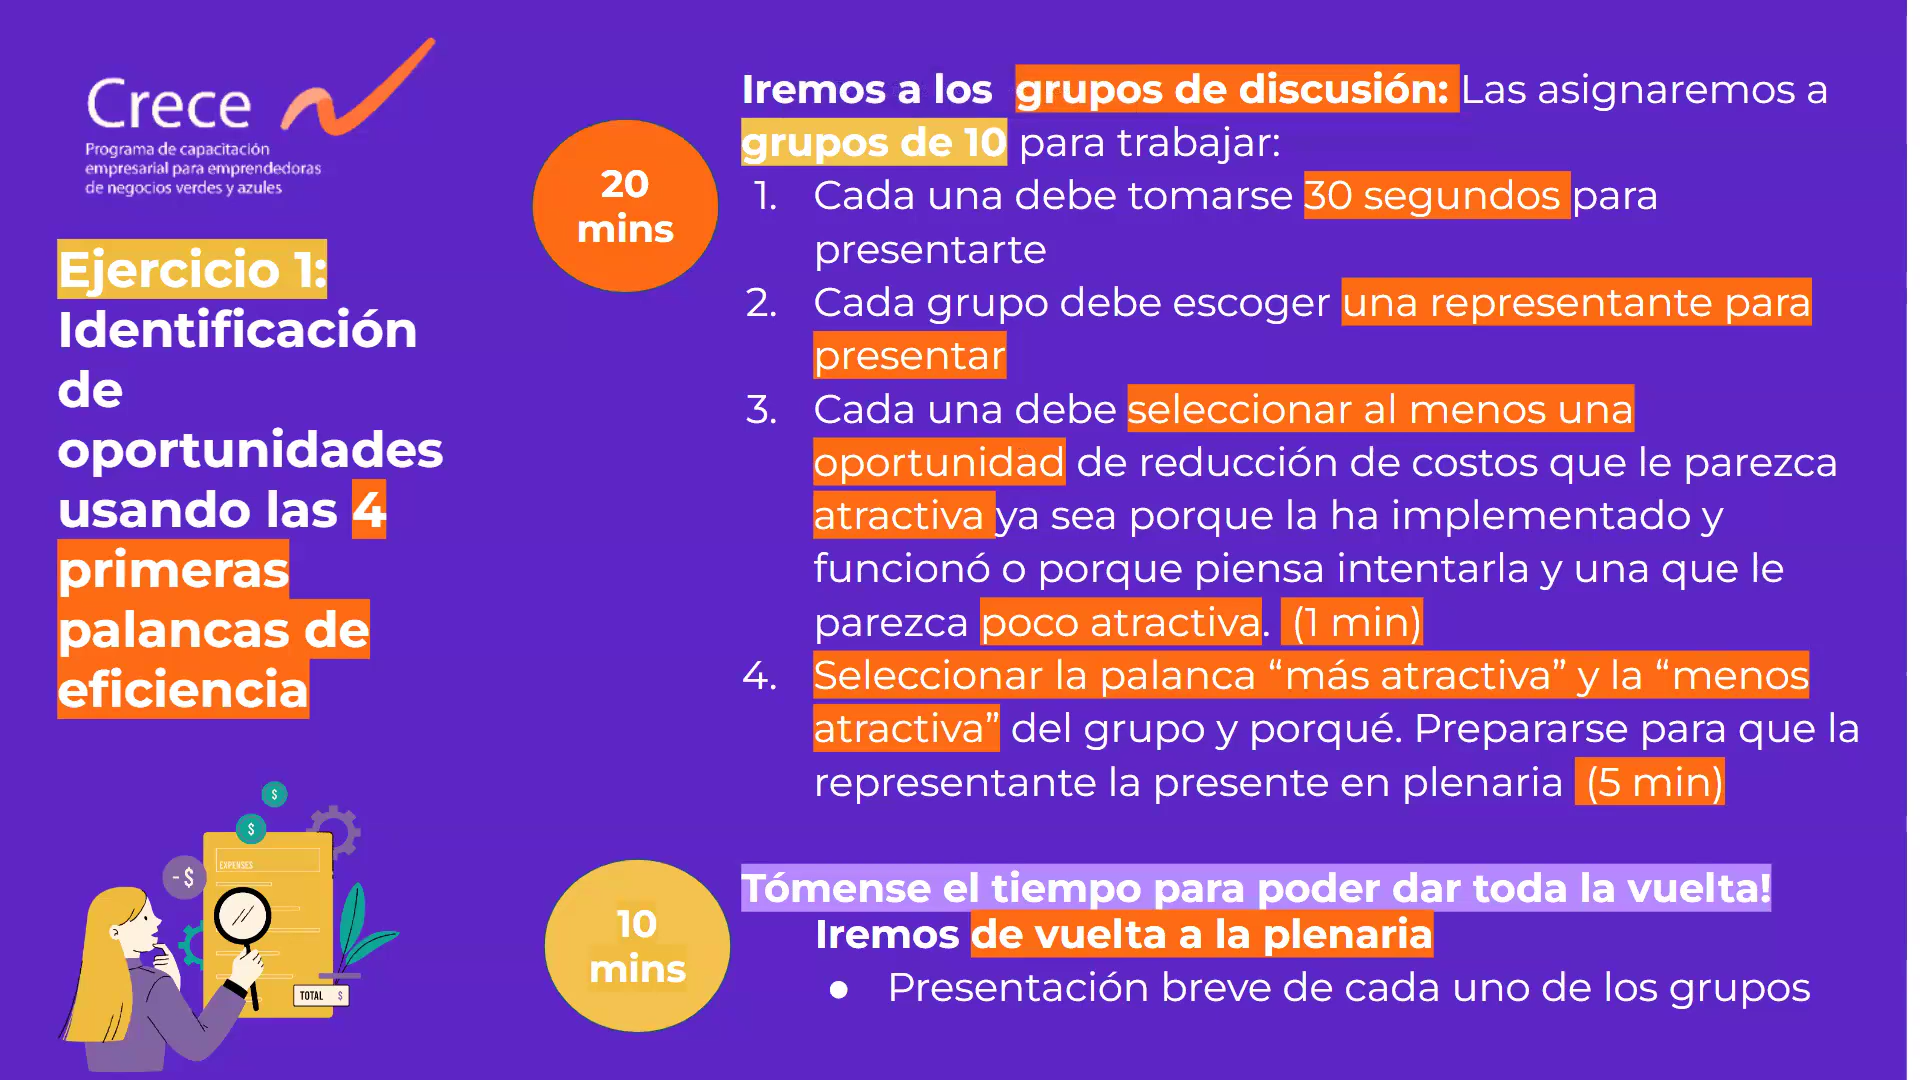 Crece
Programa de capacitación
empresarial para emprendedoras
de negocios verdes y azules
Ejercicio 1:
Identificación
de
oportunidades
usando las 4
primeras
palancas de
eficiencia
$
$
- $
EXPENSES
TOTAL $
20
mins
Iremos a los grupos de discusión: Las asignaremos a
grupos de 10 para trabajar:
1. Cada una debe tomarse 30 segundos para
presentarte
2. Cada grupo debe escoger una representante para
presentar
3. Cada una debe seleccionar al menos una
oportunidad de reducción de costos que le parezca
atractiva ya sea porque la ha implementado y
funcionó o porque piensa intentarla y una que le
parezca poco atractiva. (1 min)
4. Seleccionar la palanca “más atractiva” y la “menos
atractiva” del grupo y porqué. Prepararse para que la
representante la presente en plenaria (5 min)
10
mins
Tómense el tiempo para poder dar toda la vuelta!
Iremos de vuelta a la plenaria
● Presentación breve de cada uno de los grupos